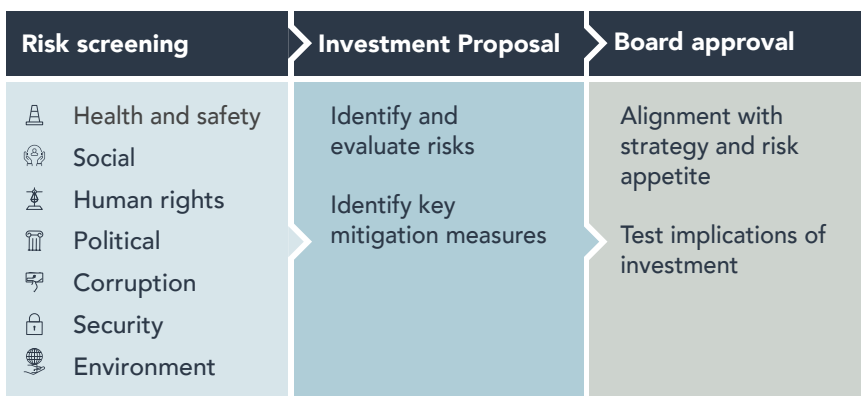 Risk screening
Investment Proposal
Board approval
Health and safety
Social
Human rights
Political
Corruption
Security
Environment
Identify and
evaluate risks
Identify key
mitigation measures
Alignment with
strategy and risk
appetite
Test implications of
investment